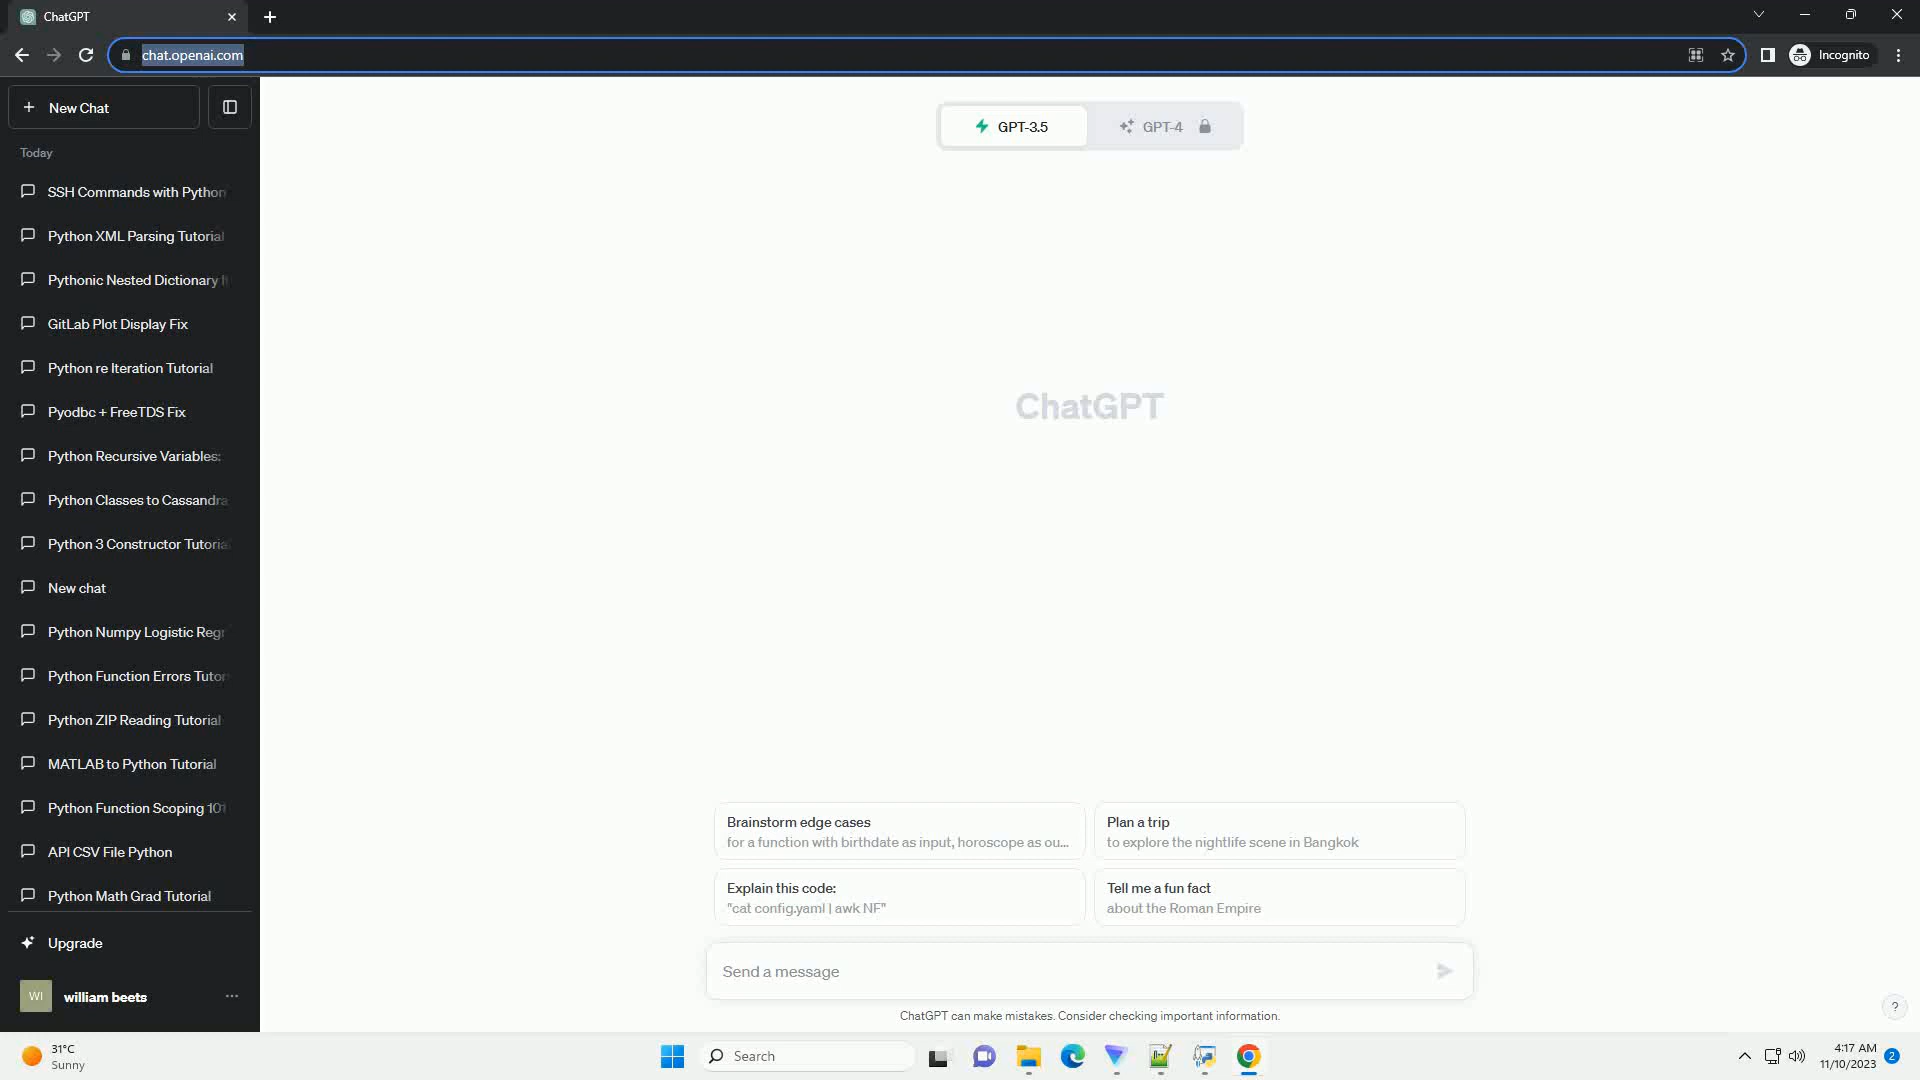 ChatGPT
chat.openai.com
Incognito
New Chat
Today
SSH Commands with Python
Python XML Parsing Tutorial
Pythonic Nested Dictionary
GitLab Plot Display Fix
Python re Iteration Tutorial
Pyodbc + FreeTDS Fix
Python Recursive Variables:
Python Classes to Cassandra
Python 3 Constructor Tutoria
New chat
Python Numpy Logistic Regr
Python Function Errors Tutor
Python ZIP Reading Tutorial
MATLAB to Python Tutorial
Python Function Scoping 101
API CSV File Python
Python Math Grad Tutorial
Upgrade
WI
william beets
GPT-3.5
GPT-4
ChatGPT
Brainstorm edge cases
for a function with birthdate as input, horoscope as ou...
Plan a trip
to explore the nightlife scene in Bangkok
Explain this code:
"cat config.yaml | awk NF"
Tell me a fun fact
about the Roman Empire
Send a message
ChatGPT can make mistakes. Consider checking important information.
?
31°C
Sunny
Search
4:17 AM
11/10/2023
2